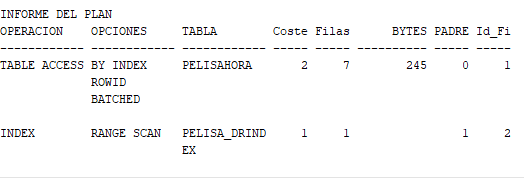 INFORME DEL PLAN
OPERACION OPCIONES TABLA Coste Filas BYTES PADRE Id_Fi
------------ ------------ ------------ ----- ----- ---------- ----- -----
TABLE ACCESS BY INDEX PELISAHORA 2 7 245 0 1
ROWID
BATCHED
INDEX RANGE SCAN PELISA_DRIND 1 1 1 2
EX